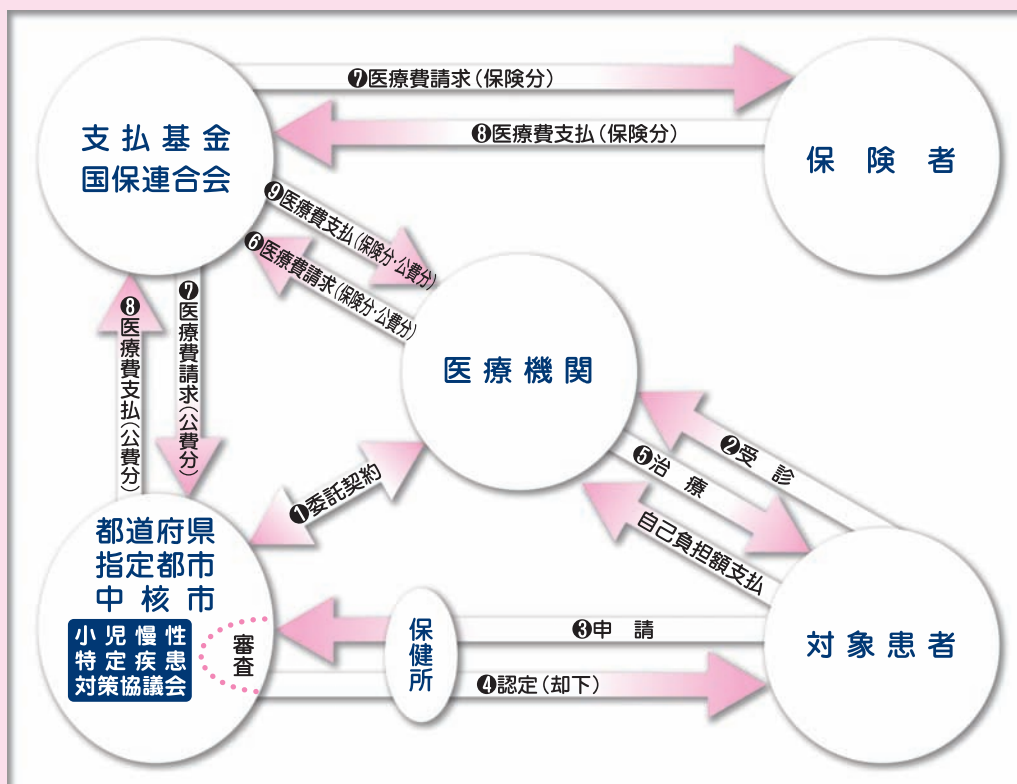 ❼医療費請求(保険分)
❽医療費支払(保険分)
支払基金
国保連合会
保険者
❾医療費支払(保険分・公費分)
❻医療費請求(保険分・公費分)
❽医療費支払(公費分)
❼医療費請求(公費分)
医療機関
❶委託契約
❷受診
❺治療
自己負担額支払
都道府県
指定都市
中核市
小児慢性
特定疾患
対策協議会
審査
保健所
❸申請
❹認定(却下)
対象患者